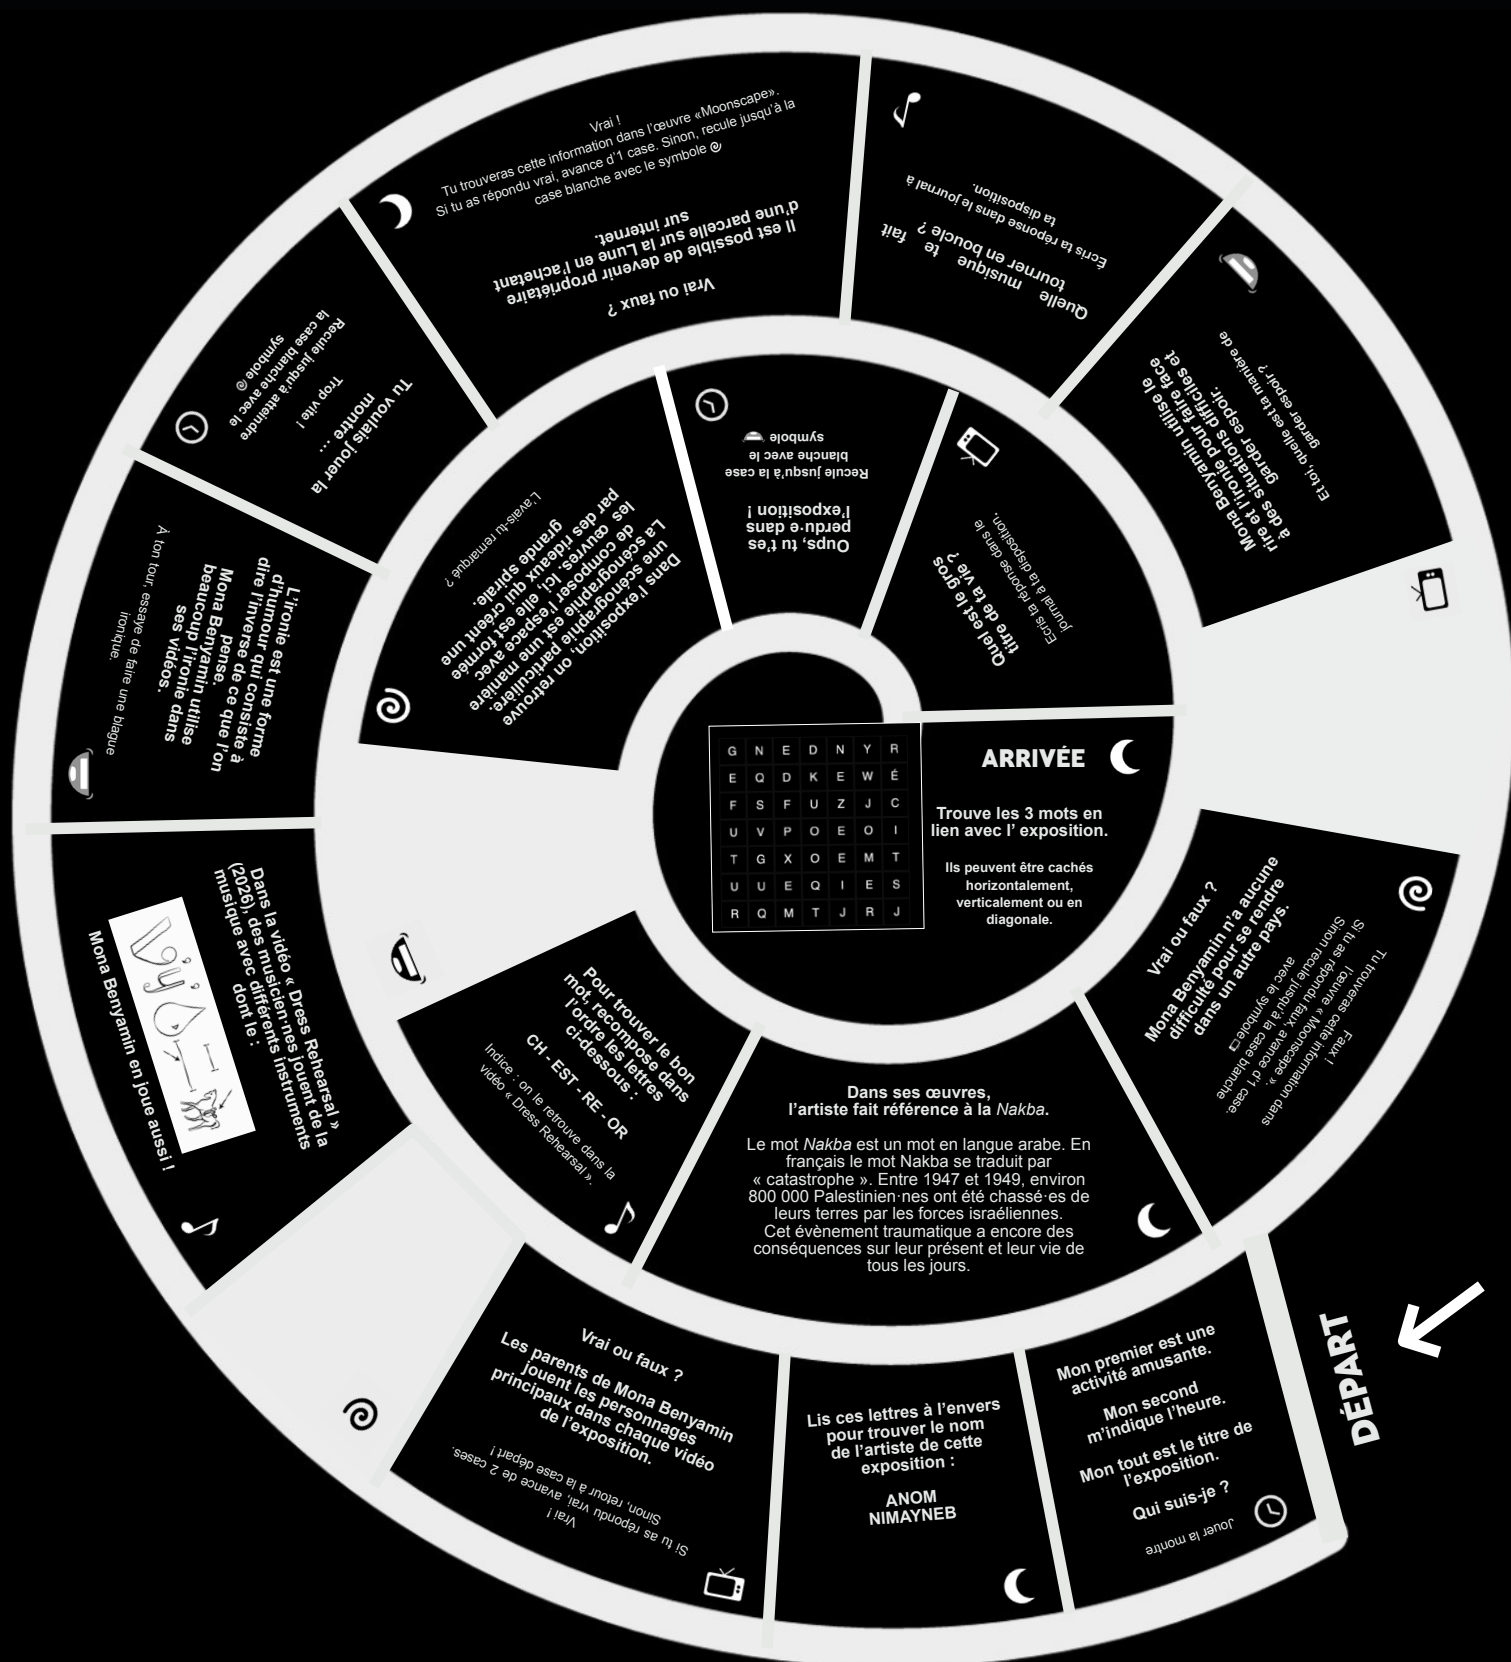 DÉPART
Mon premier est une
activité amusante.
Mon second
m'indique l'heure.
Mon tout est le titre de
l'exposition.
Qui suis-je ?
Jouer la montre
Lis ces lettres à l'envers
pour trouver le nom
de l'artiste de cette
exposition :
ANOM
NIMAYNEB
Vrai ou faux ?
Les parents de Mona Benyamin
jouent les personnages
principaux dans chaque vidéo
de l'exposition.
Vrai !
Si tu as répondu vrai, avance de 2 cases.
Sinon, retour à la case départ !
Dans la vidéo « Dress Rehearsal »
(2026), des musicien·nes jouent de la
musique avec différents instruments
dont le :
Mona Benyamin en joue aussi !
L'ironie est une forme
d'humour qui consiste à
dire l'inverse de ce que l'on
pense.
Mona Benyamin utilise
beaucoup l'ironie dans
ses vidéos.
À ton tour, essaye de faire une blague
ironique.
Tu voulais jouer la
montre ...
Trop vite !
Recule jusqu'à atteindre
la case blanche avec le
symbole
Vrai ou faux ?
Il est possible de devenir propriétaire
d'une parcelle sur la Lune en l'achetant
sur internet.
Vrai !
Tu trouveras cette information dans l'œuvre «Moonscape».
Si tu as répondu vrai, avance d'1 case. Sinon, recule jusqu'à la
case blanche avec le symbole
Quelle musique te fait
tourner en boucle ?
Écris ta réponse dans le journal à
ta disposition.
Mona Benyamin utilise le
rire et l'ironie pour faire face
à des situations difficiles et
garder espoir.
Et toi, quelle est ta manière de
garder espoir ?
Vrai ou faux ?
Mona Benyamin n'a aucune
difficulté pour se rendre
dans un autre pays.
Faux !
Tu trouveras cette information dans
l'œuvre « Moonscape ».
Si tu as répondu faux, avance d'1 case.
Sinon recule jusqu'à la case blanche
avec le symbole
Dans ses œuvres,
l'artiste fait référence à la Nakba.
Le mot Nakba est un mot en langue arabe. En
français le mot Nakba se traduit par
« catastrophe ». Entre 1947 et 1949, environ
800 000 Palestinien·nes ont été chassé·es de
leurs terres par les forces israéliennes.
Cet évènement traumatique a encore des
conséquences sur leur présent et leur vie de
tous les jours.
Pour trouver le bon
mot, recompose dans
l'ordre les lettres
ci-dessous :
CH - EST - RE - OR
Indice : on le retrouve dans la
vidéo « Dress Rehearsal ».
Dans l'exposition, on retrouve
une scénographie particulière.
La scénographie est une manière
de composer l'espace avec
les œuvres. Ici, elle est formée
par des rideaux qui créent une
grande spirale.
L'avais-tu remarqué ?
Oups, tu t'es
perdu·e dans
l'exposition !
Recule jusqu'à la case
blanche avec le
symbole
Quel est le gros
titre de ta vie ?
Ecris ta réponse dans le
journal à ta disposition.
ARRIVÉE
Trouve les 3 mots en
lien avec l' exposition.
Ils peuvent être cachés
horizontalement,
verticalement ou en
diagonale.
G N E D N Y R
E Q D K E W É
F S F U Z J C
U V P O E O I
T G X O E M T
U U E Q I E S
R Q M T J R J